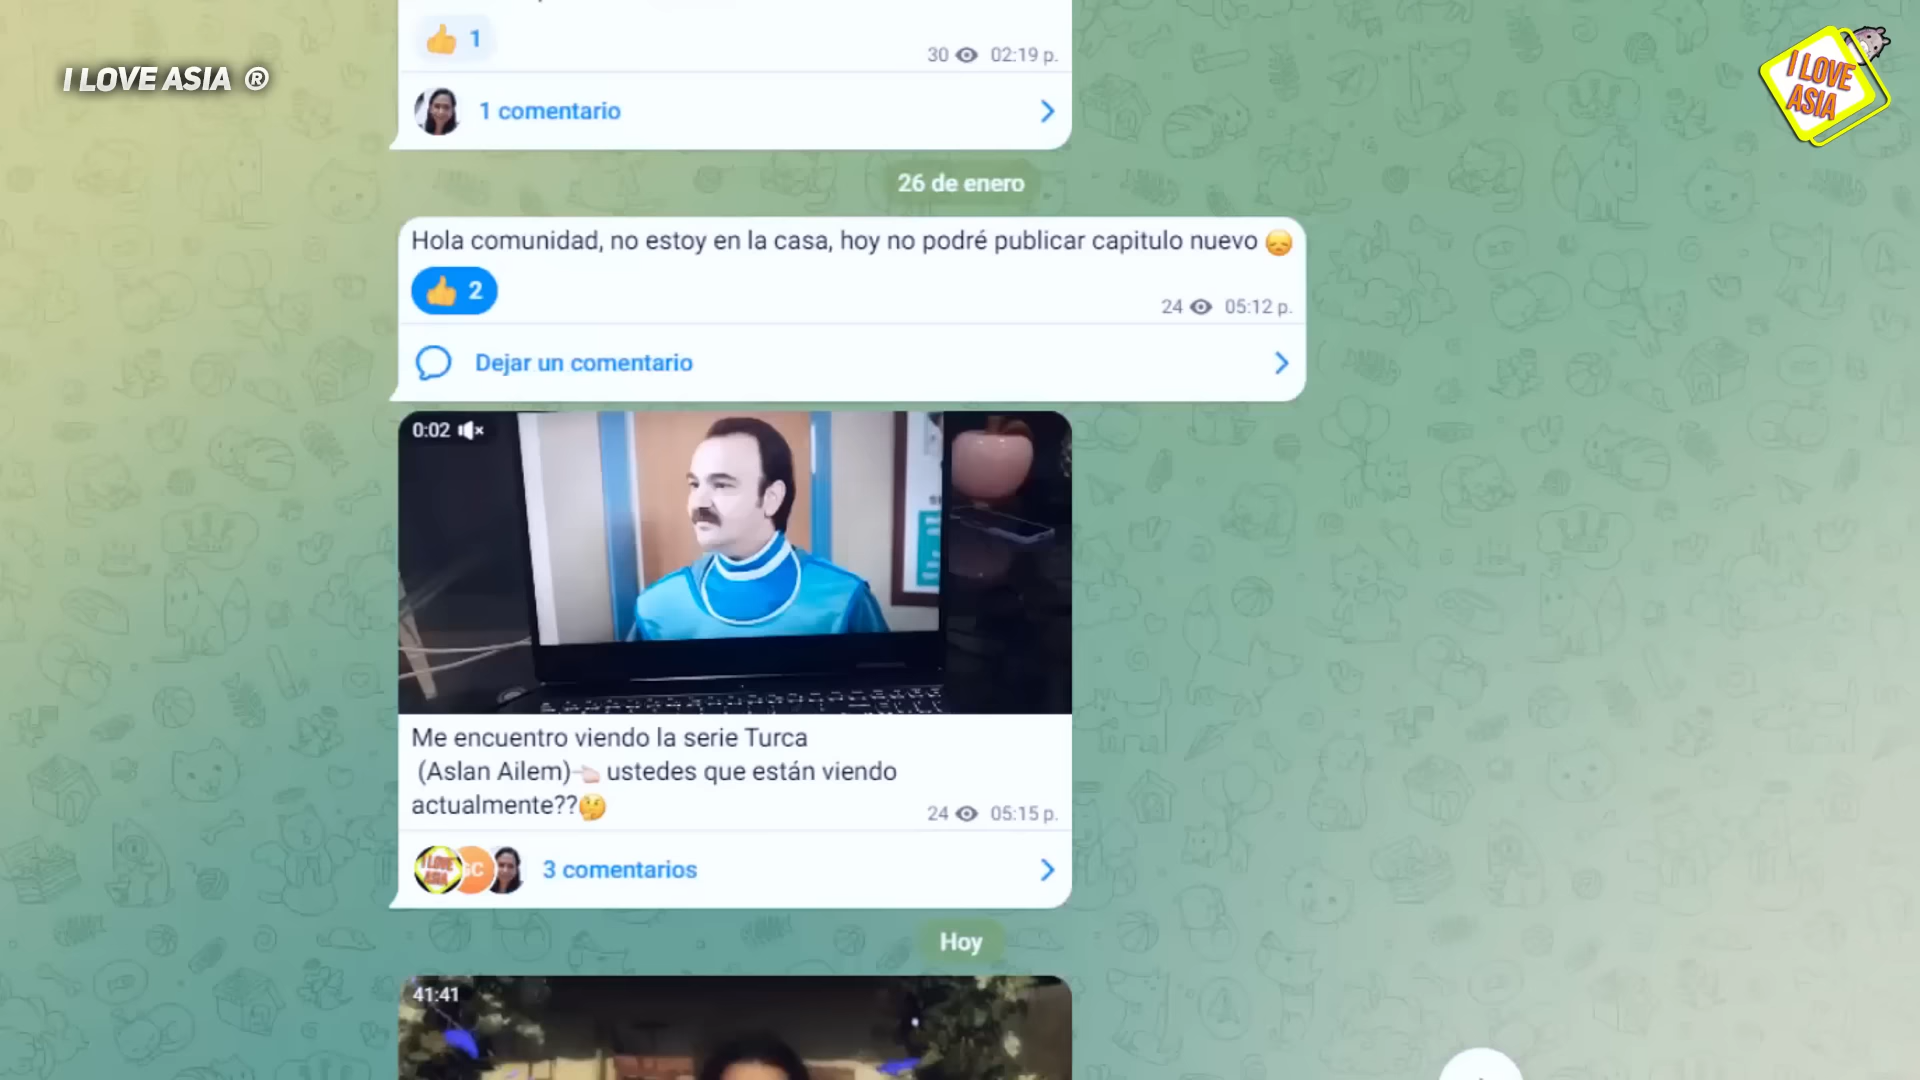 I LOVE ASIA ®
I LOVE
ASIA
👍 1
30 02:19 p.
1 comentario
26 de enero
Hola comunidad, no estoy en la casa, hoy no podré publicar capitulo nuevo 😞
👍 2
24 05:12 p.
Dejar un comentario
0:02
Me encuentro viendo la serie Turca
(Aslan Ailem) ustedes que están viendo
actualmente??🤔
24 05:15 p.
I LOVE
ASIA
3 comentarios
Hoy
41:41